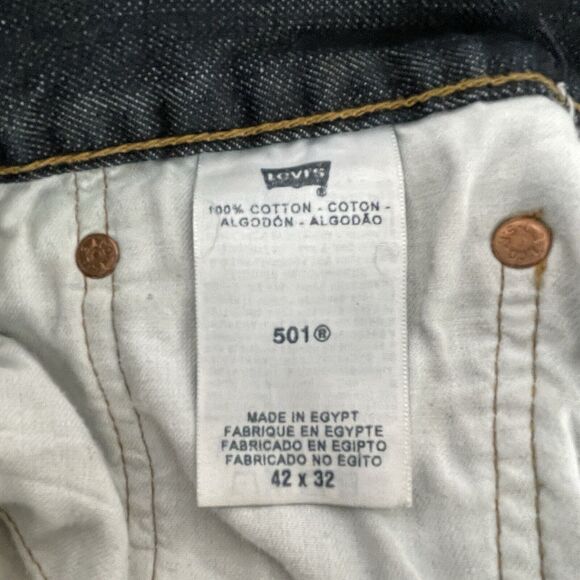 Levi's
®
100% COTTON - COTON -
ALGODÓN - ALGODÃO
501®
MADE IN EGYPT
FABRIQUE EN EGYPTE
FABRICADO EN EGIPTO
FABRICADO NO EGITO
42 x 32